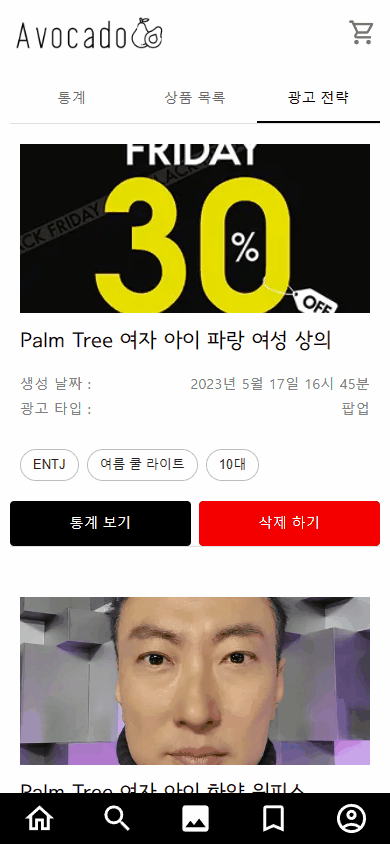 Avocado
통계
상품 목록
광고 전략
BLACK FRIDAY
FRIDAY
30%
OFF
Palm Tree 여자 아이 파랑 여성 상의
생성 날짜 :
2023년 5월 17일 16시 45분
광고 타입 :
팝업
ENTJ
여름 쿨 라이트
10대
통계 보기
삭제 하기
Palm Tree 여자 아이 하얀 원피스